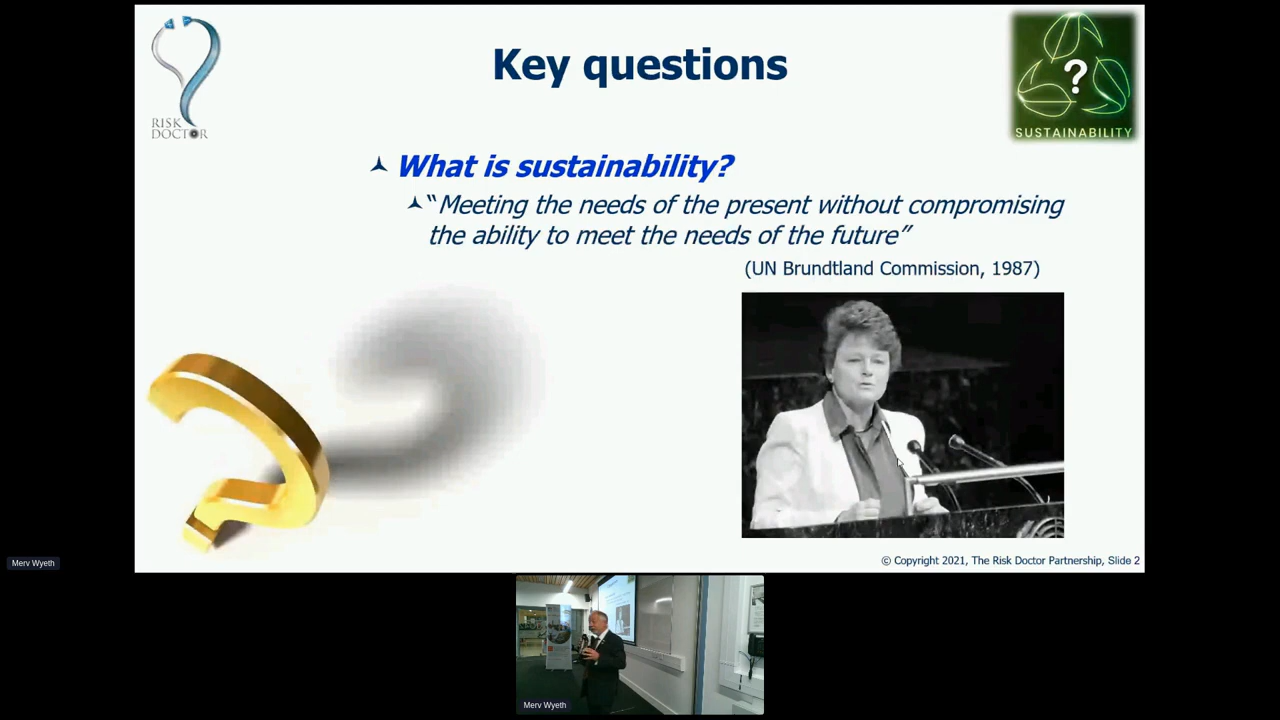 RISK
DOCTOR
Key questions
?
SUSTAINABILITY
What is sustainability?
“Meeting the needs of the present without compromising
the ability to meet the needs of the future”
(UN Brundtland Commission, 1987)
© Copyright 2021, The Risk Doctor Partnership, Slide 2
Merv Wyeth
Merv Wyeth